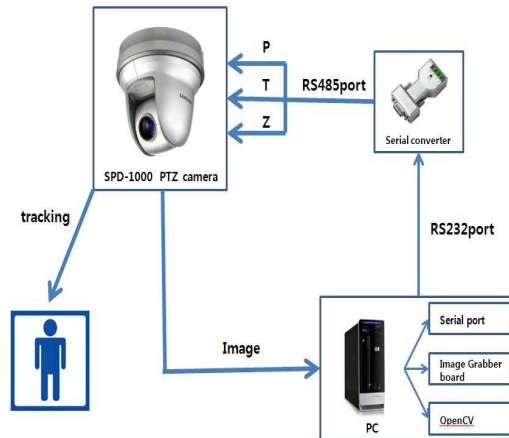 P
T
Z
RS485port
Serial converter
SPD-1000 PTZ camera
tracking
RS232port
Image
Serial port
Image Grabber
board
OpenCV
PC